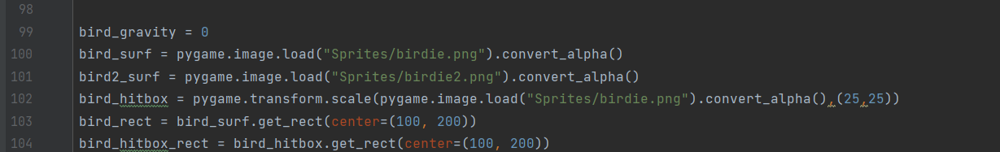 98
99 bird_gravity = 0
100 bird_surf = pygame.image.load("Sprites/birdie.png").convert_alpha()
101 bird2_surf = pygame.image.load("Sprites/birdie2.png").convert_alpha()
102 bird_hitbox = pygame.transform.scale(pygame.image.load("Sprites/birdie.png").convert_alpha(),(25,25))
103 bird_rect = bird_surf.get_rect(center=(100, 200))
104 bird_hitbox_rect = bird_hitbox.get_rect(center=(100, 200))